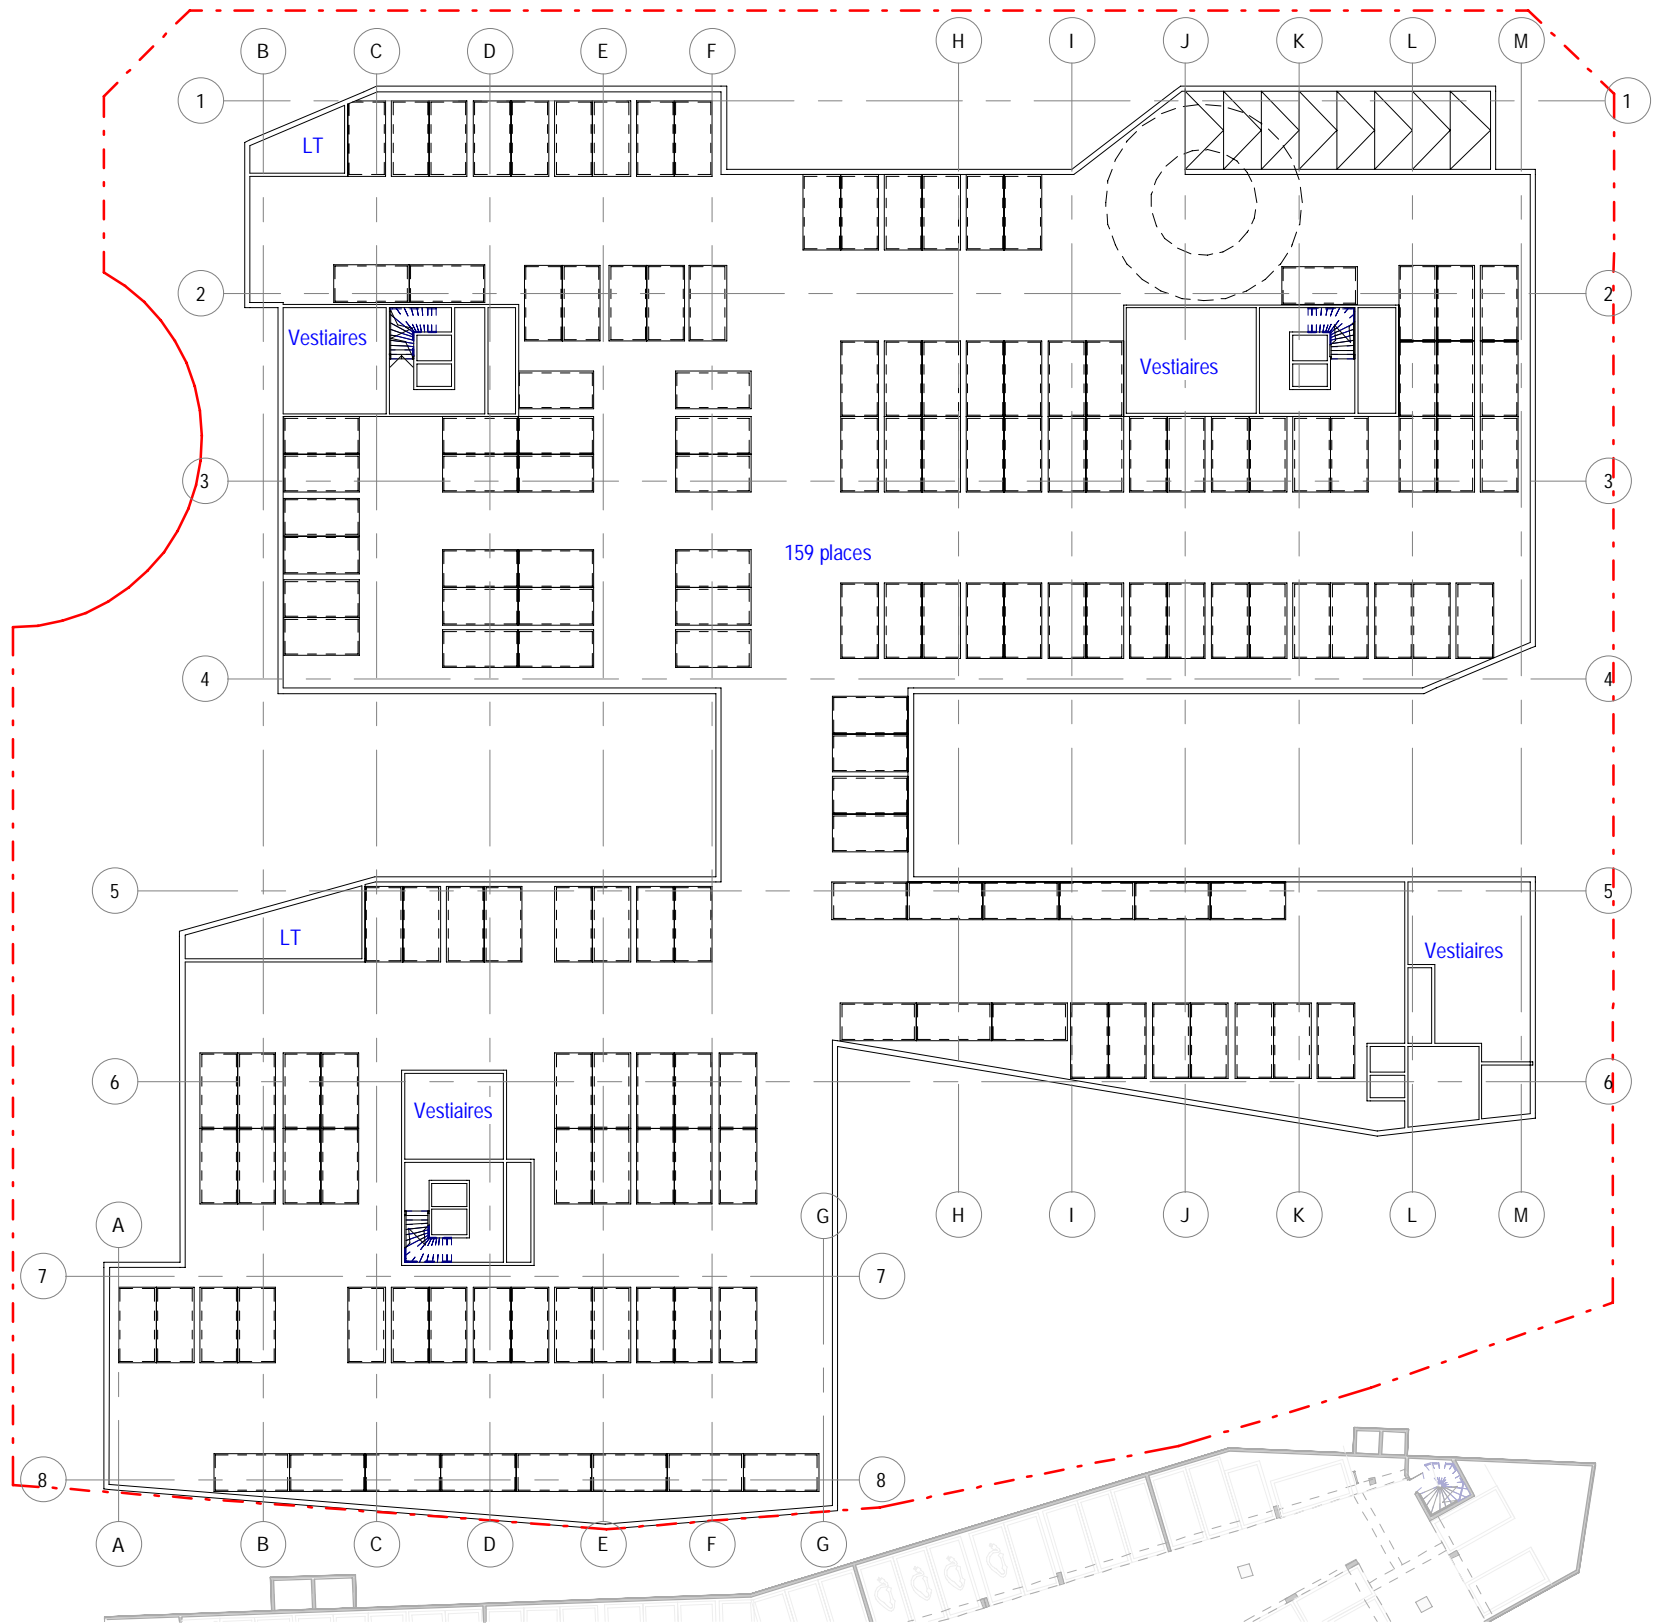 B C D E F H I J K L M
1 1
LT
2 2
Vestiaires
Vestiaires
3 3
159 places
4 4
5 5
LT
Vestiaires
6 6
Vestiaires
A G H I J K L M
7 7
8 8
A B C D E F G